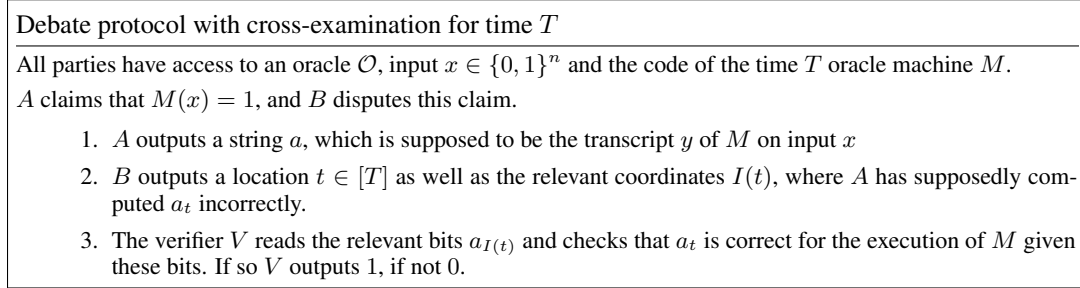 Debate protocol with cross-examination for time T
All parties have access to an oracle 𝒪, input x ∈ {0, 1}ⁿ and the code of the time T oracle machine M.
A claims that M(x) = 1, and B disputes this claim.
1. A outputs a string a, which is supposed to be the transcript y of M on input x
2. B outputs a location t ∈ [T] as well as the relevant coordinates I(t), where A has supposedly com-
puted aₜ incorrectly.
3. The verifier V reads the relevant bits a_{I(t)} and checks that aₜ is correct for the execution of M given
these bits. If so V outputs 1, if not 0.